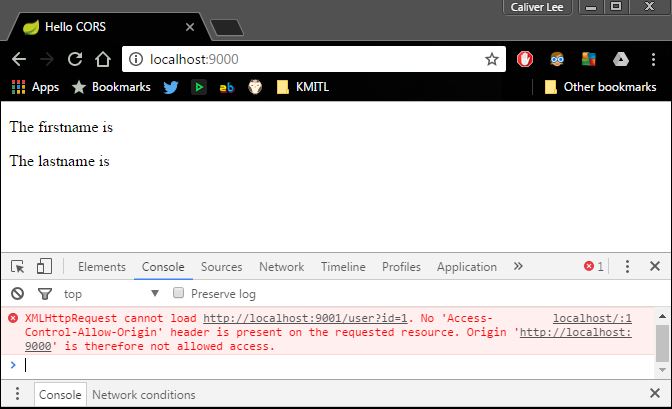 Caliver Lee
Hello CORS
localhost:9000
Apps Bookmarks ab KMITL Other bookmarks
The firstname is
The lastname is
Elements Console Sources Network Timeline Profiles Application » 1
top Preserve log
XMLHttpRequest cannot load http://localhost:9001/user?id=1. No 'Access- localhost/:1
Control-Allow-Origin' header is present on the requested resource. Origin 'http://localhost:
9000' is therefore not allowed access.
>
Console Network conditions